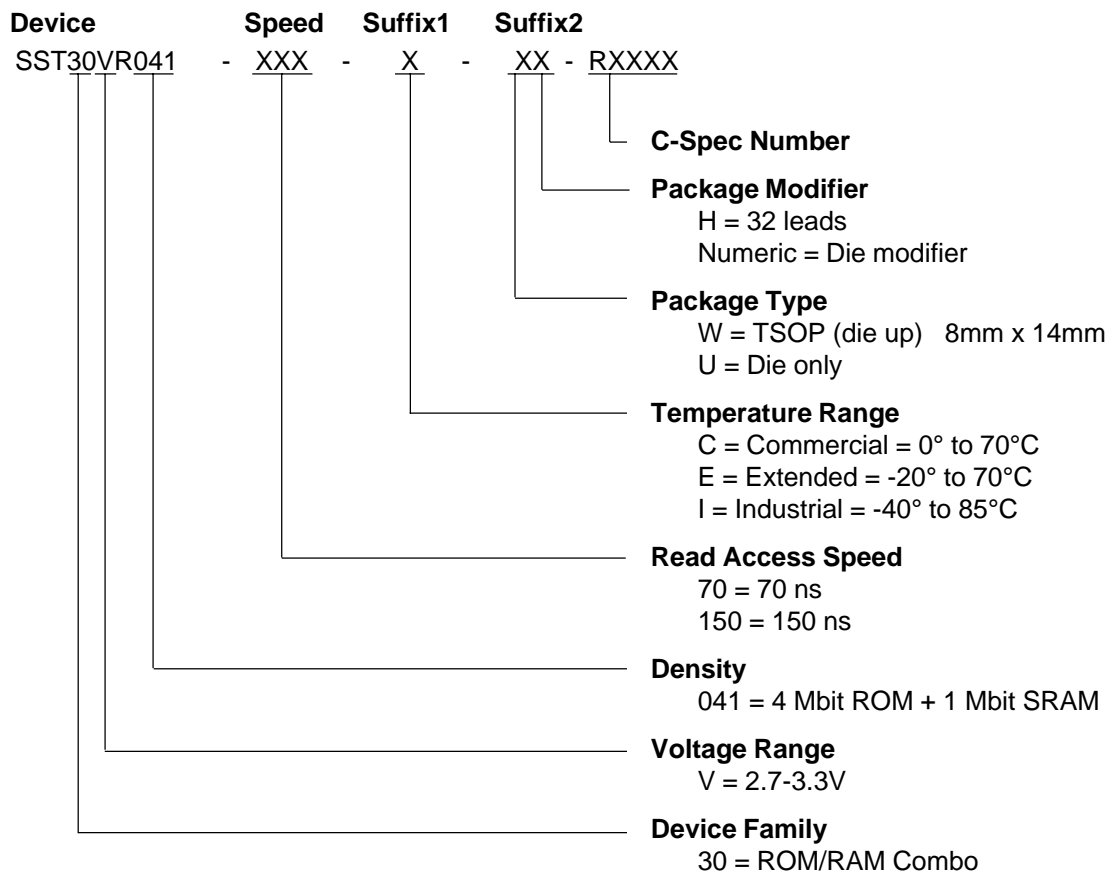 Device Speed Suffix1 Suffix2
SST30VR041 - XXX - X - XX - RXXXX
C-Spec Number
Package Modifier
H = 32 leads
Numeric = Die modifier
Package Type
W = TSOP (die up) 8mm x 14mm
U = Die only
Temperature Range
C = Commercial = 0° to 70°C
E = Extended = -20° to 70°C
I = Industrial = -40° to 85°C
Read Access Speed
70 = 70 ns
150 = 150 ns
Density
041 = 4 Mbit ROM + 1 Mbit SRAM
Voltage Range
V = 2.7-3.3V
Device Family
30 = ROM/RAM Combo